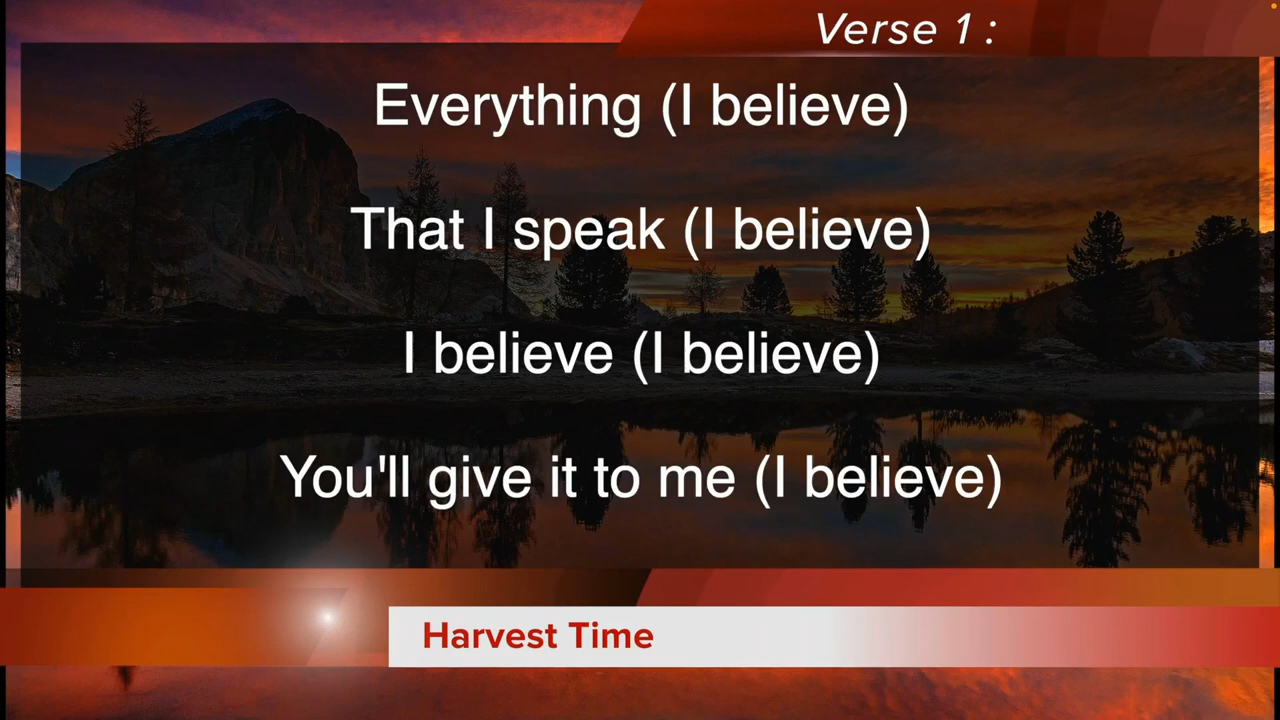 Verse 1 :
Everything (I believe)
That I speak (I believe)
I believe (I believe)
You'll give it to me (I believe)
Harvest Time